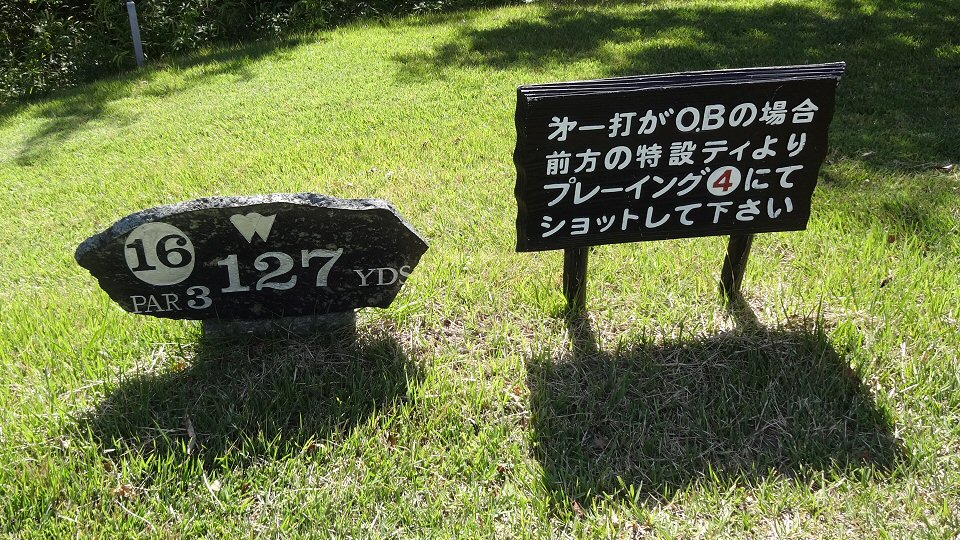 16
W
127 YDS
PAR 3
㐧一打がO.Bの場合
前方の特設ティより
プレーイング④にて
ショットして下さい